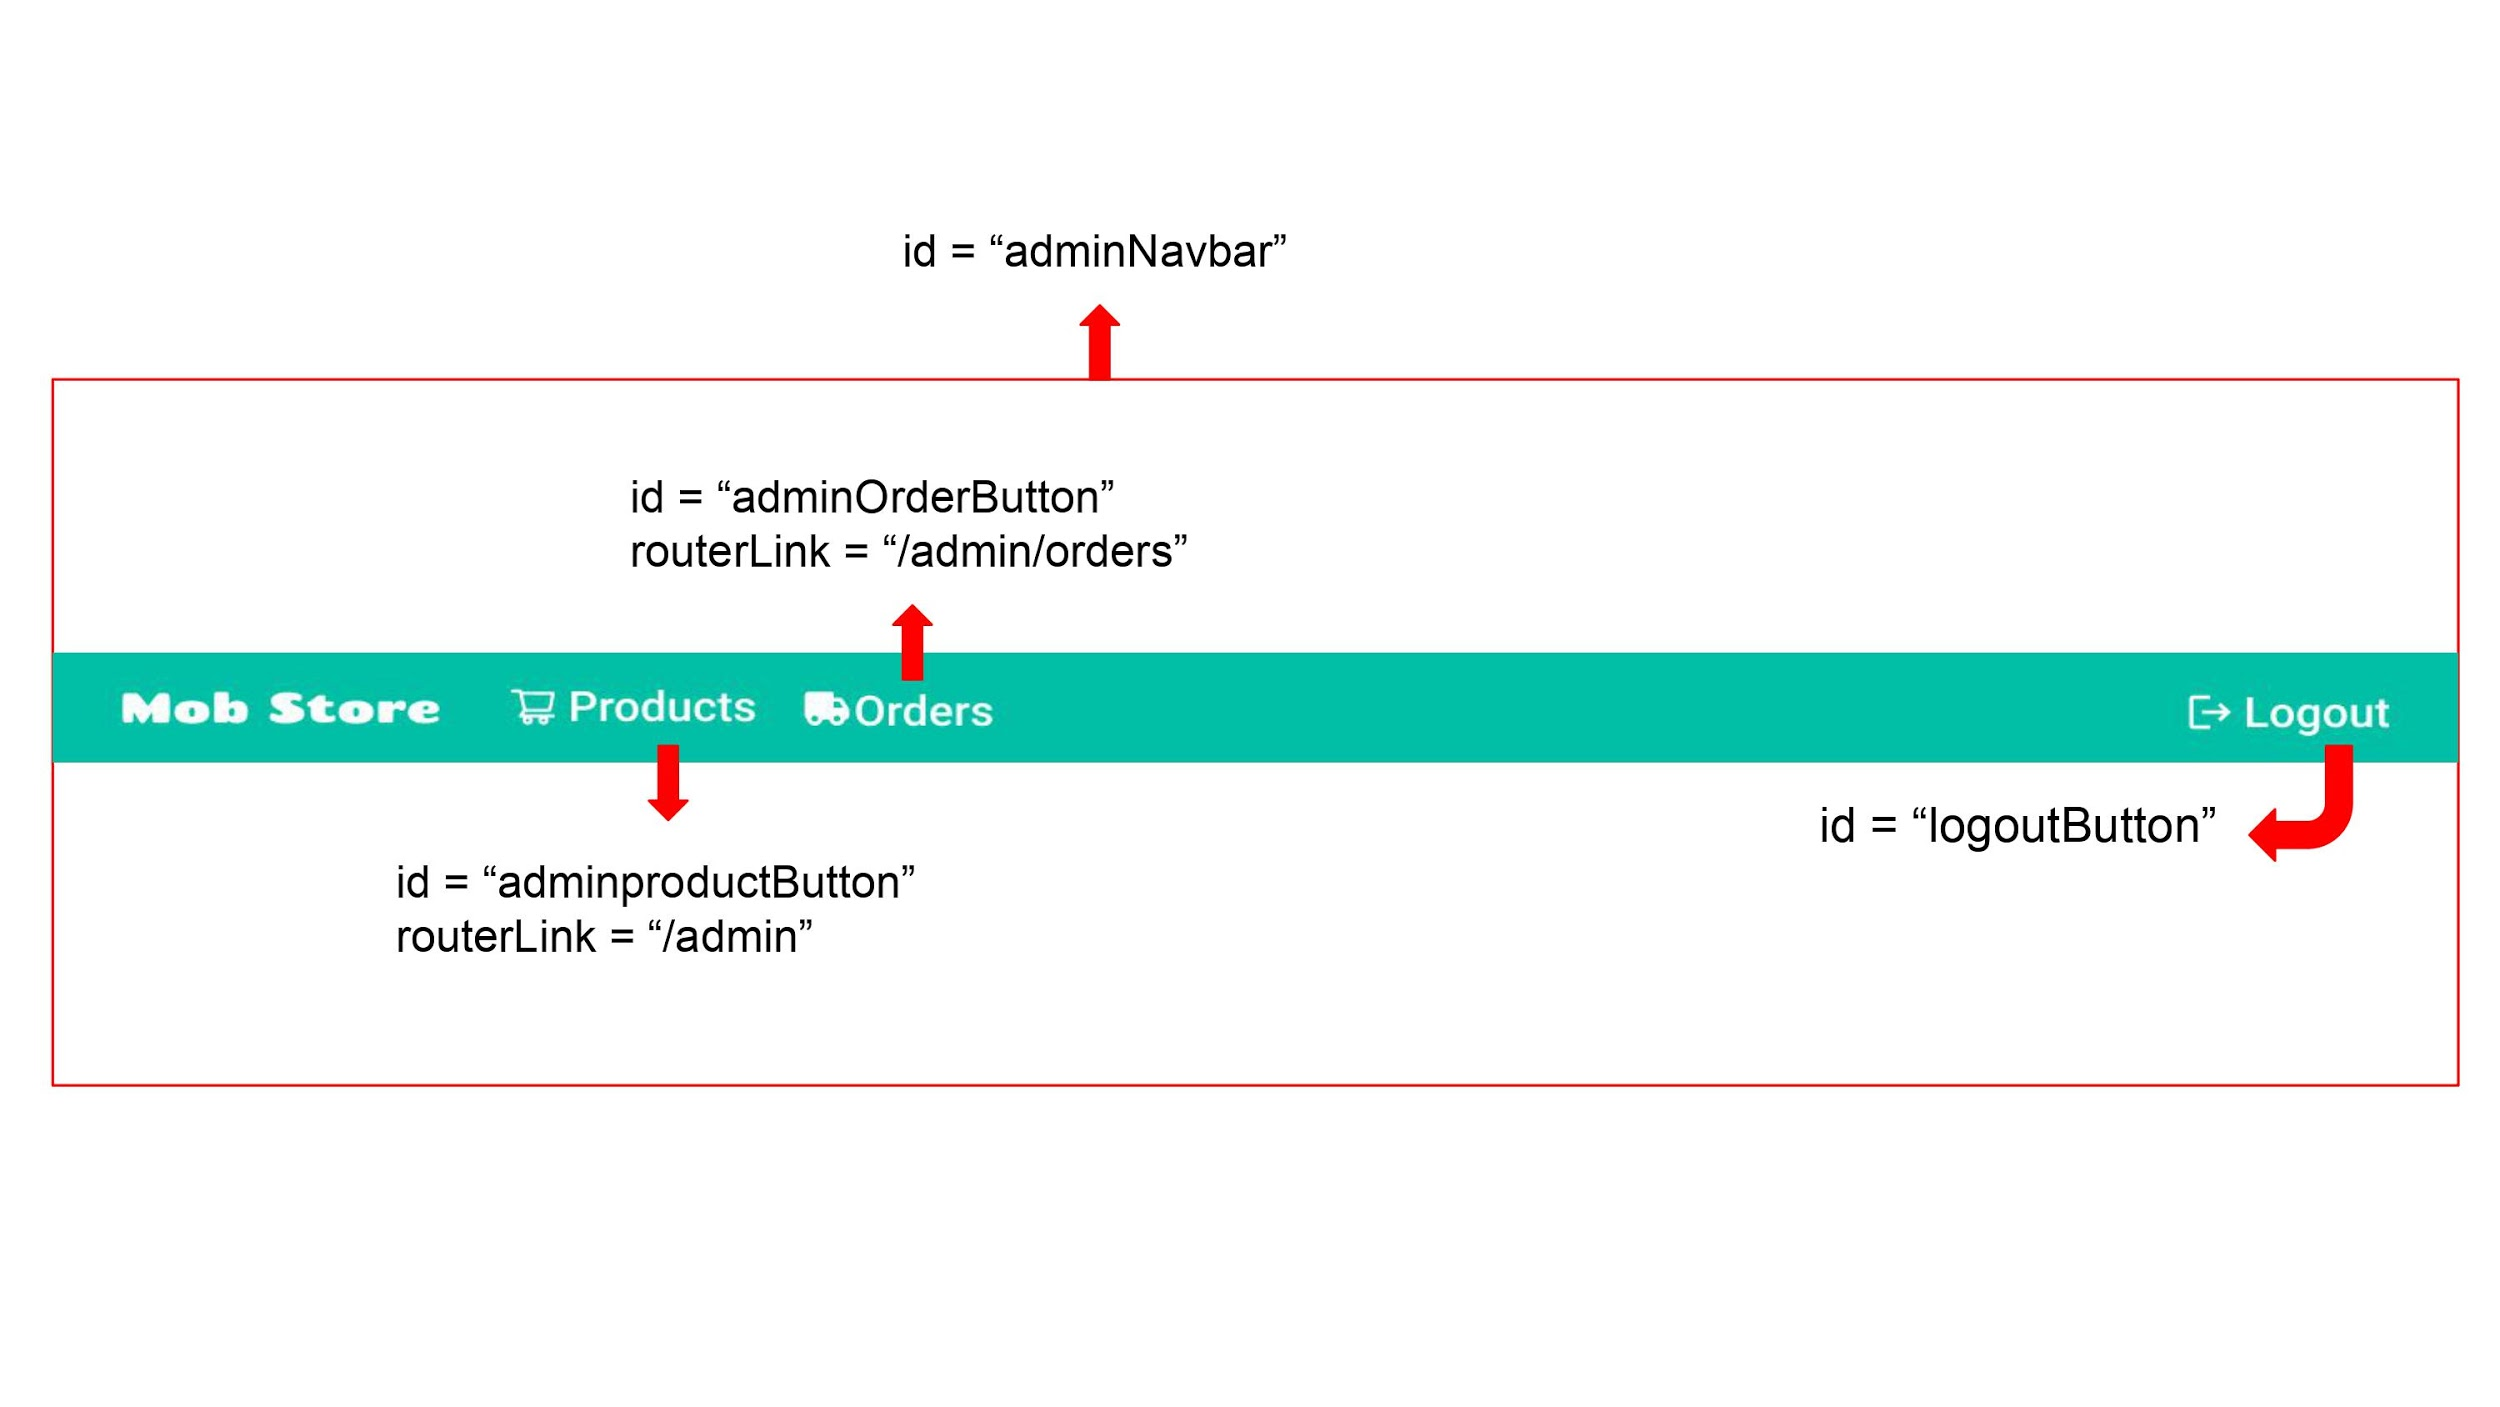 id = “adminNavbar”
id = “adminOrderButton”
routerLink = “/admin/orders”
Mob Store Products Orders Logout
id = “logoutButton”
id = “adminproductButton”
routerLink = “/admin”